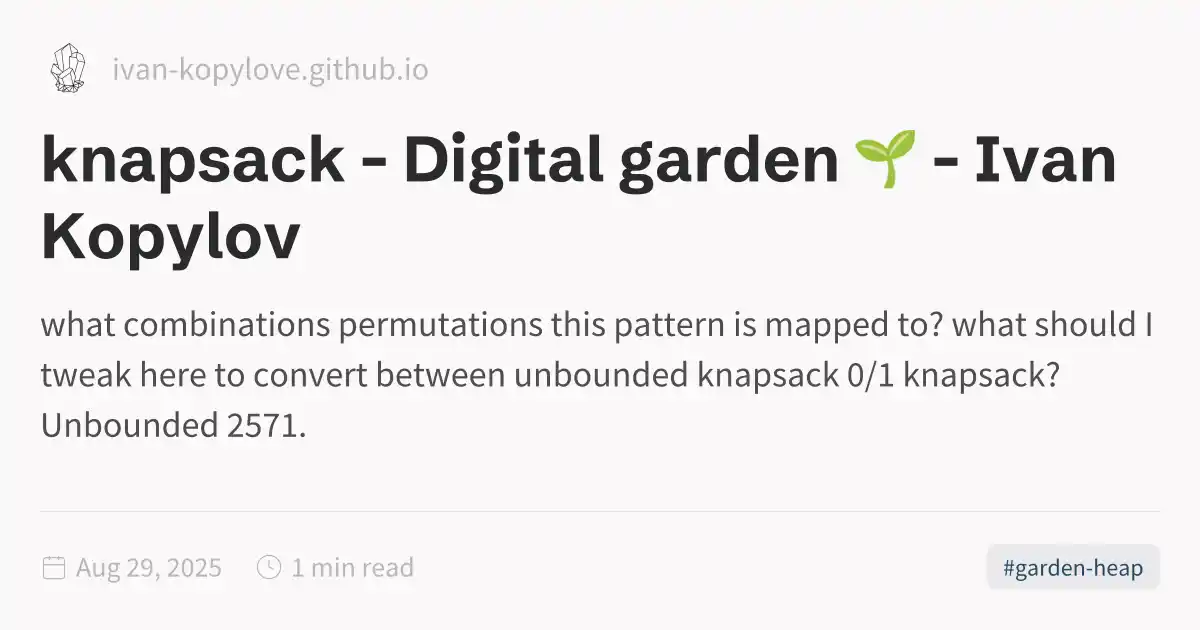 ivan-kopylove.github.io
knapsack - Digital garden 🌱 - Ivan
Kopylov
what combinations permutations this pattern is mapped to? what should I
tweak here to convert between unbounded knapsack 0/1 knapsack?
Unbounded 2571.
Aug 29, 2025
1 min read
#garden-heap